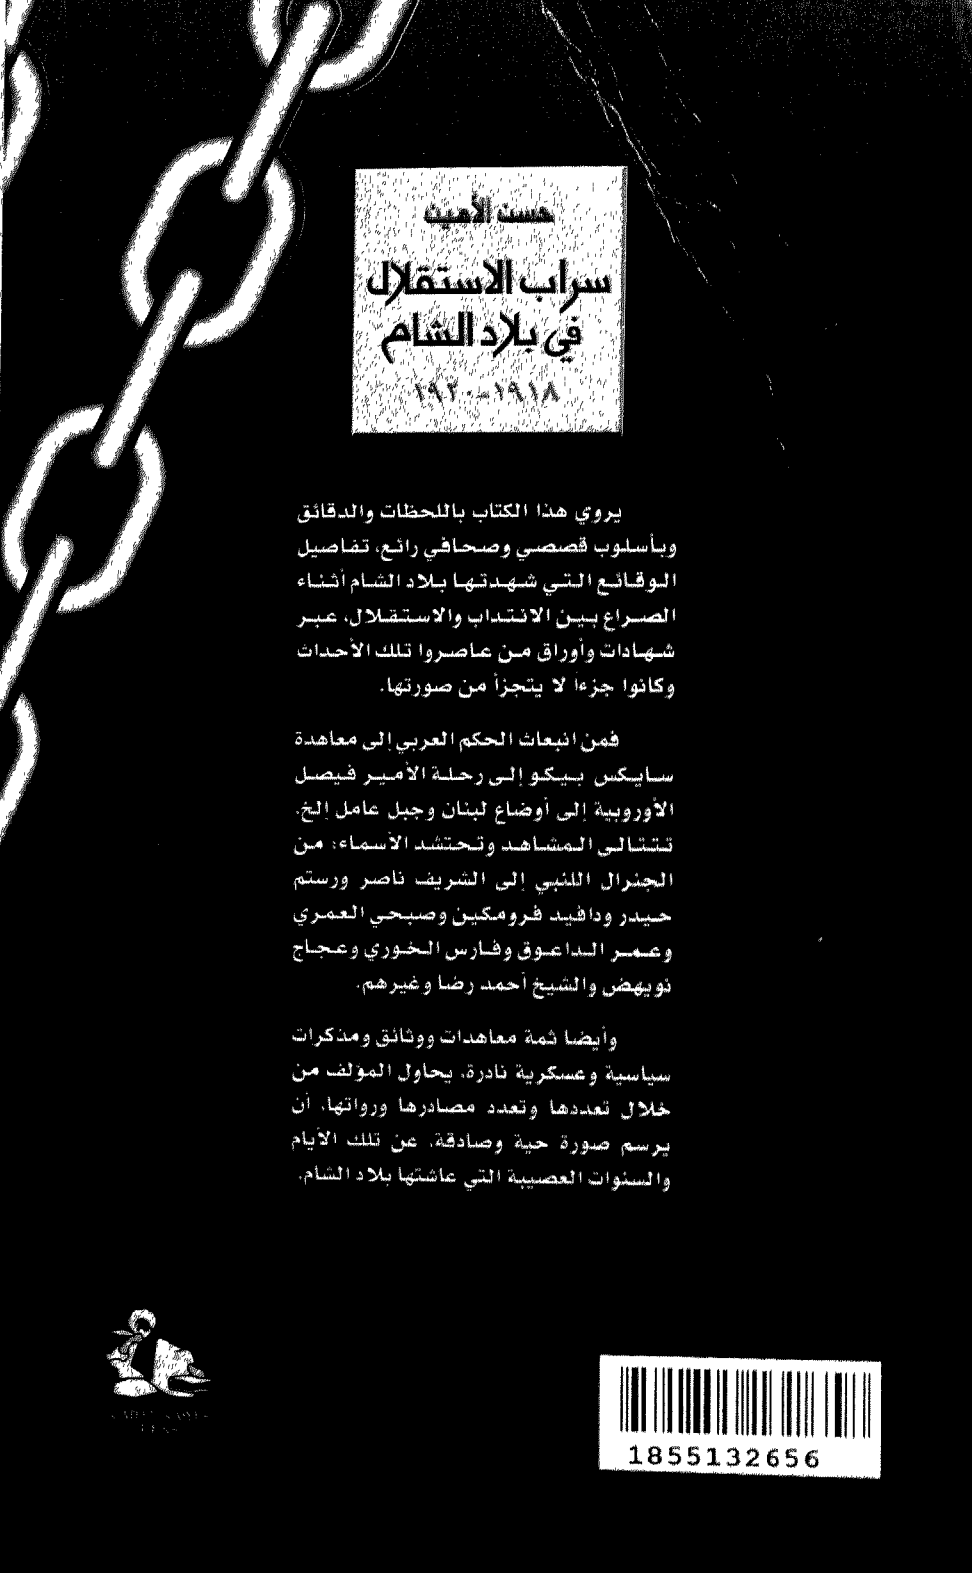 حسن الأمين
سراب الاستقلال
في بلاد الشام
١٩١٨-١٩٢٠
يروي هذا الكتاب باللحظات والدقائق
وبأسلوب قصصي وصحافي رائع، تفاصيل
الوقائع التي شهدتها بلاد الشام أثناء
الصراع بين الانتداب والاستقلال، عبر
شهادات وأوراق من عاصروا تلك الأحداث
وكانوا جزءاً لا يتجزأ من صورتها.
فمن انبعاث الحكم العربي إلى معاهدة
سايكس بيكو إلى رحلة الأمير فيصل
الأوروبية إلى أوضاع لبنان وجبل عامل إلخ.
تتتالى المشاهد وتحتشد الأسماء: من
الجنرال اللنبي إلى الشريف ناصر ورستم
حيدر ودافيد فرومكين وصبحي العمري
وعمر الداعوق وفارس الخوري وعجاج
نويهض والشيخ أحمد رضا وغيرهم.
وأيضا ثمة معاهدات ووثائق ومذكرات
سياسية وعسكرية نادرة، يحاول المؤلف من
خلال تعددها وتعدد مصادرها ورواتها، أن
يرسم صورة حية وصادقة، عن تلك الأيام
والسنوات العصيبة التي عاشتها بلاد الشام.
1855132656